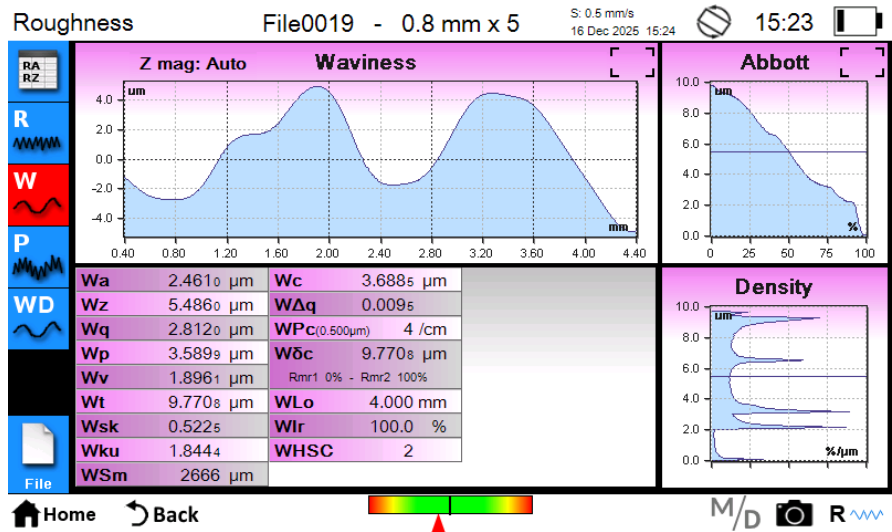 Roughness File0019 - 0.8 mm x 5 S: 0.5 mm/s 16 Dec 2025 15:24 15:23
RA
RZ
R
W
P
WD
File
Z mag: Auto Waviness
um
4.0
2.0
0.0
-2.0
-4.0
mm
0.40 0.80 1.20 1.60 2.00 2.40 2.80 3.20 3.60 4.00 4.40
Abbott
10.0
um
8.0
6.0
4.0
2.0
0.0
%
0 25 50 75 100
Wa 2.4610 µm Wc 3.6885 µm
Wz 5.4860 µm W∆q 0.0095
Wq 2.8120 µm WPc(0.500µm) 4 /cm
Wp 3.5899 µm Wδc 9.7708 µm
Wv 1.8961 µm Rmr1 0% - Rmr2 100%
Wt 9.7708 µm WLo 4.000 mm
Wsk 0.5225 Wlr 100.0 %
Wku 1.8444 WHSC 2
WSm 2666 µm
Density
10.0
um
8.0
6.0
4.0
2.0
0.0
%/µm
Home Back M/D R